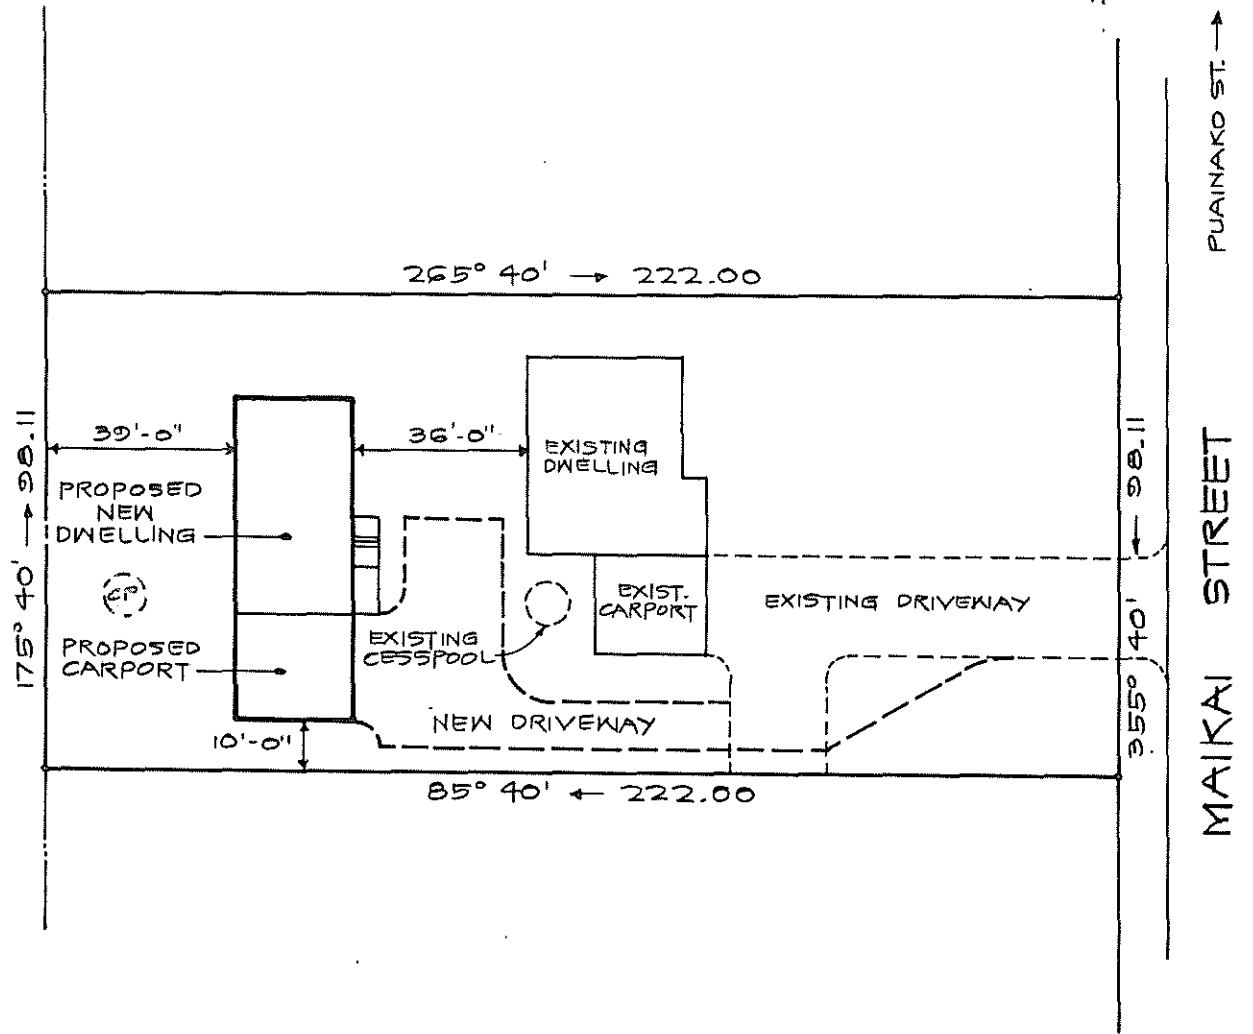 PUAINAKO ST. →
265° 40' → 222.00
39'-0"
36'-0"
EXISTING
DWELLING
175° 40' → 98.11
355° 40' ← 98.11
PROPOSED
NEW
DWELLING
CP
EXIST.
CARPORT
EXISTING DRIVEWAY
EXISTING
CESSPOOL
PROPOSED
CARPORT
NEW DRIVEWAY
10'-0"
85° 40' ← 222.00
MAIKAI STREET